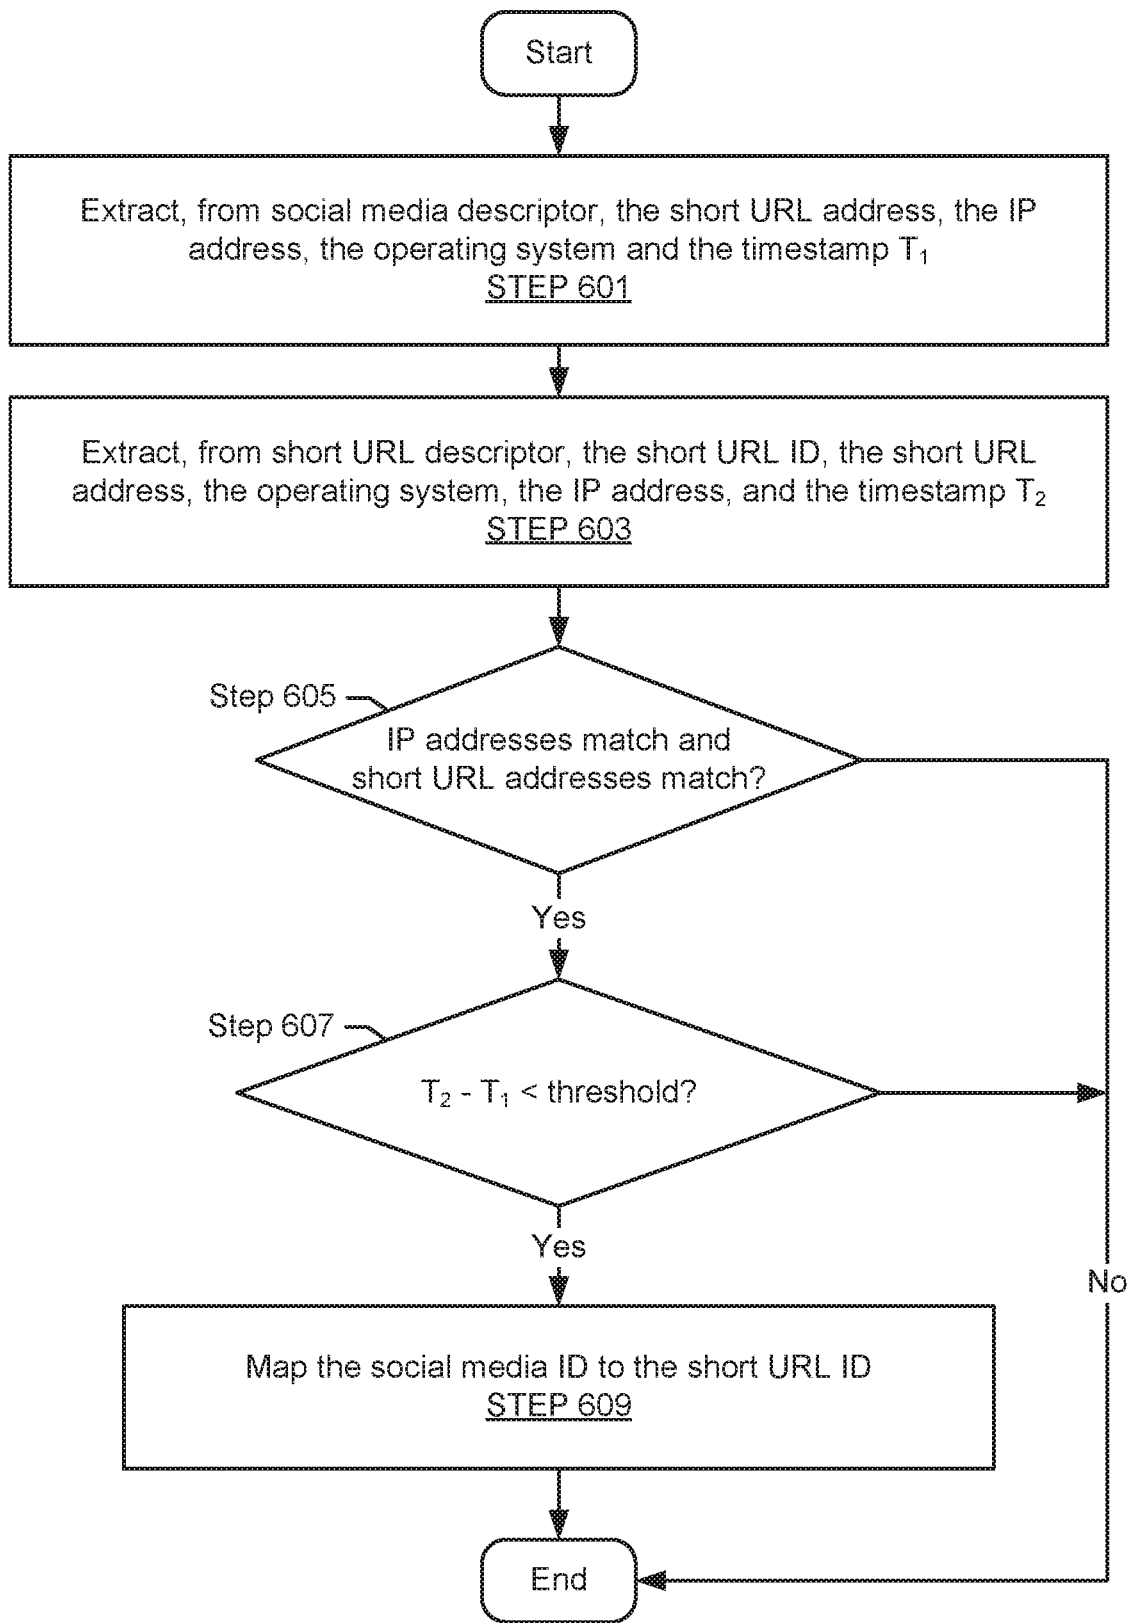 Start
Extract, from social media descriptor, the short URL address, the IP
address, the operating system and the timestamp T₁
STEP 601
Extract, from short URL descriptor, the short URL ID, the short URL
address, the operating system, the IP address, and the timestamp T₂
STEP 603
Step 605
IP addresses match and
short URL addresses match?
Yes
Step 607
T₂ - T₁ < threshold?
Yes
No
Map the social media ID to the short URL ID
STEP 609
End